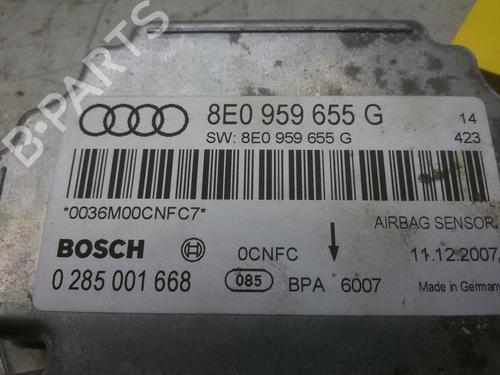 8E0 959 655 G
14
SW: 8E0 959 655 G
423
*0036M00CNFC7*
AIRBAG SENSOR
BOSCH
0CNFC
11.12.2007
0 285 001 668
085
BPA 6007
Made in Germany
B-PARTS
B-PARTS